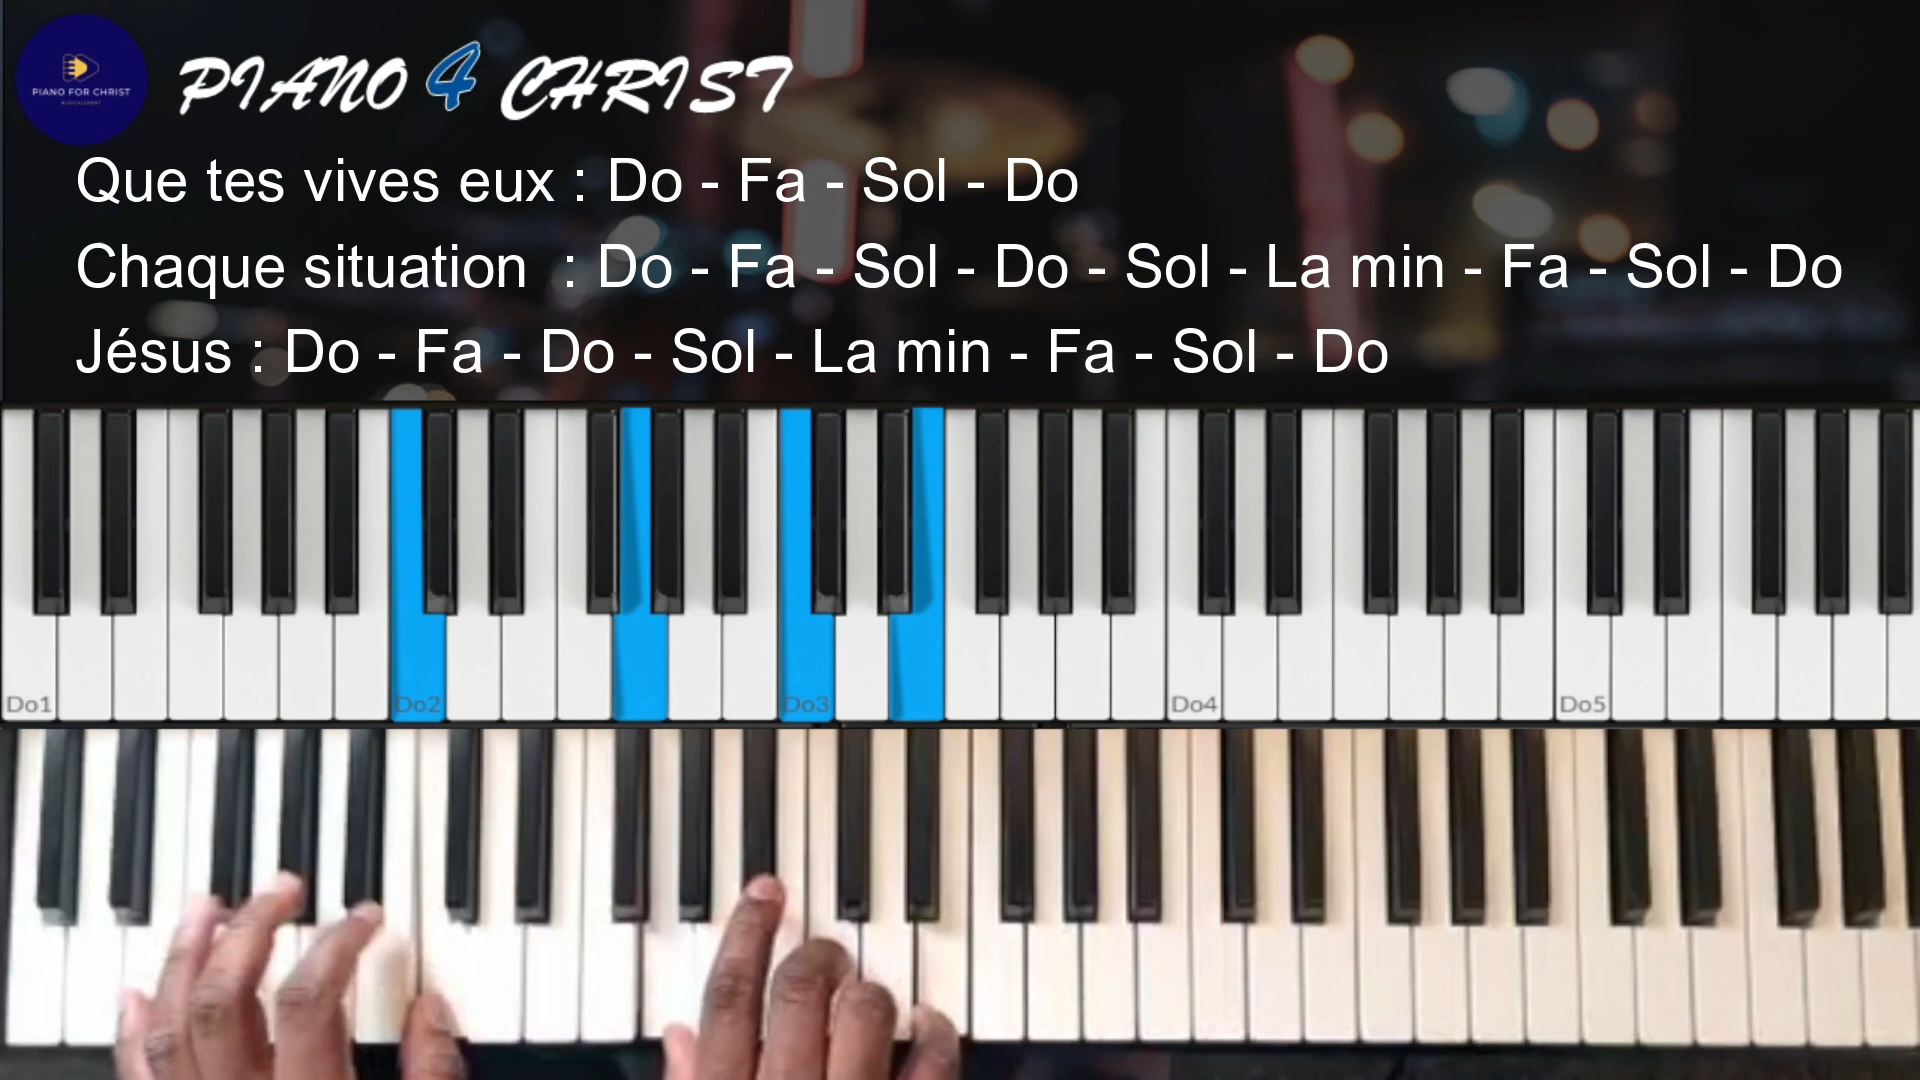 PIANO FOR CHRIST
PIANO 4 CHRIST
Que tes vives eux : Do - Fa - Sol - Do
Chaque situation : Do - Fa - Sol - Do - Sol - La min - Fa - Sol - Do
Jésus : Do - Fa - Do - Sol - La min - Fa - Sol - Do
Do1 Do2 Do3 Do4 Do5